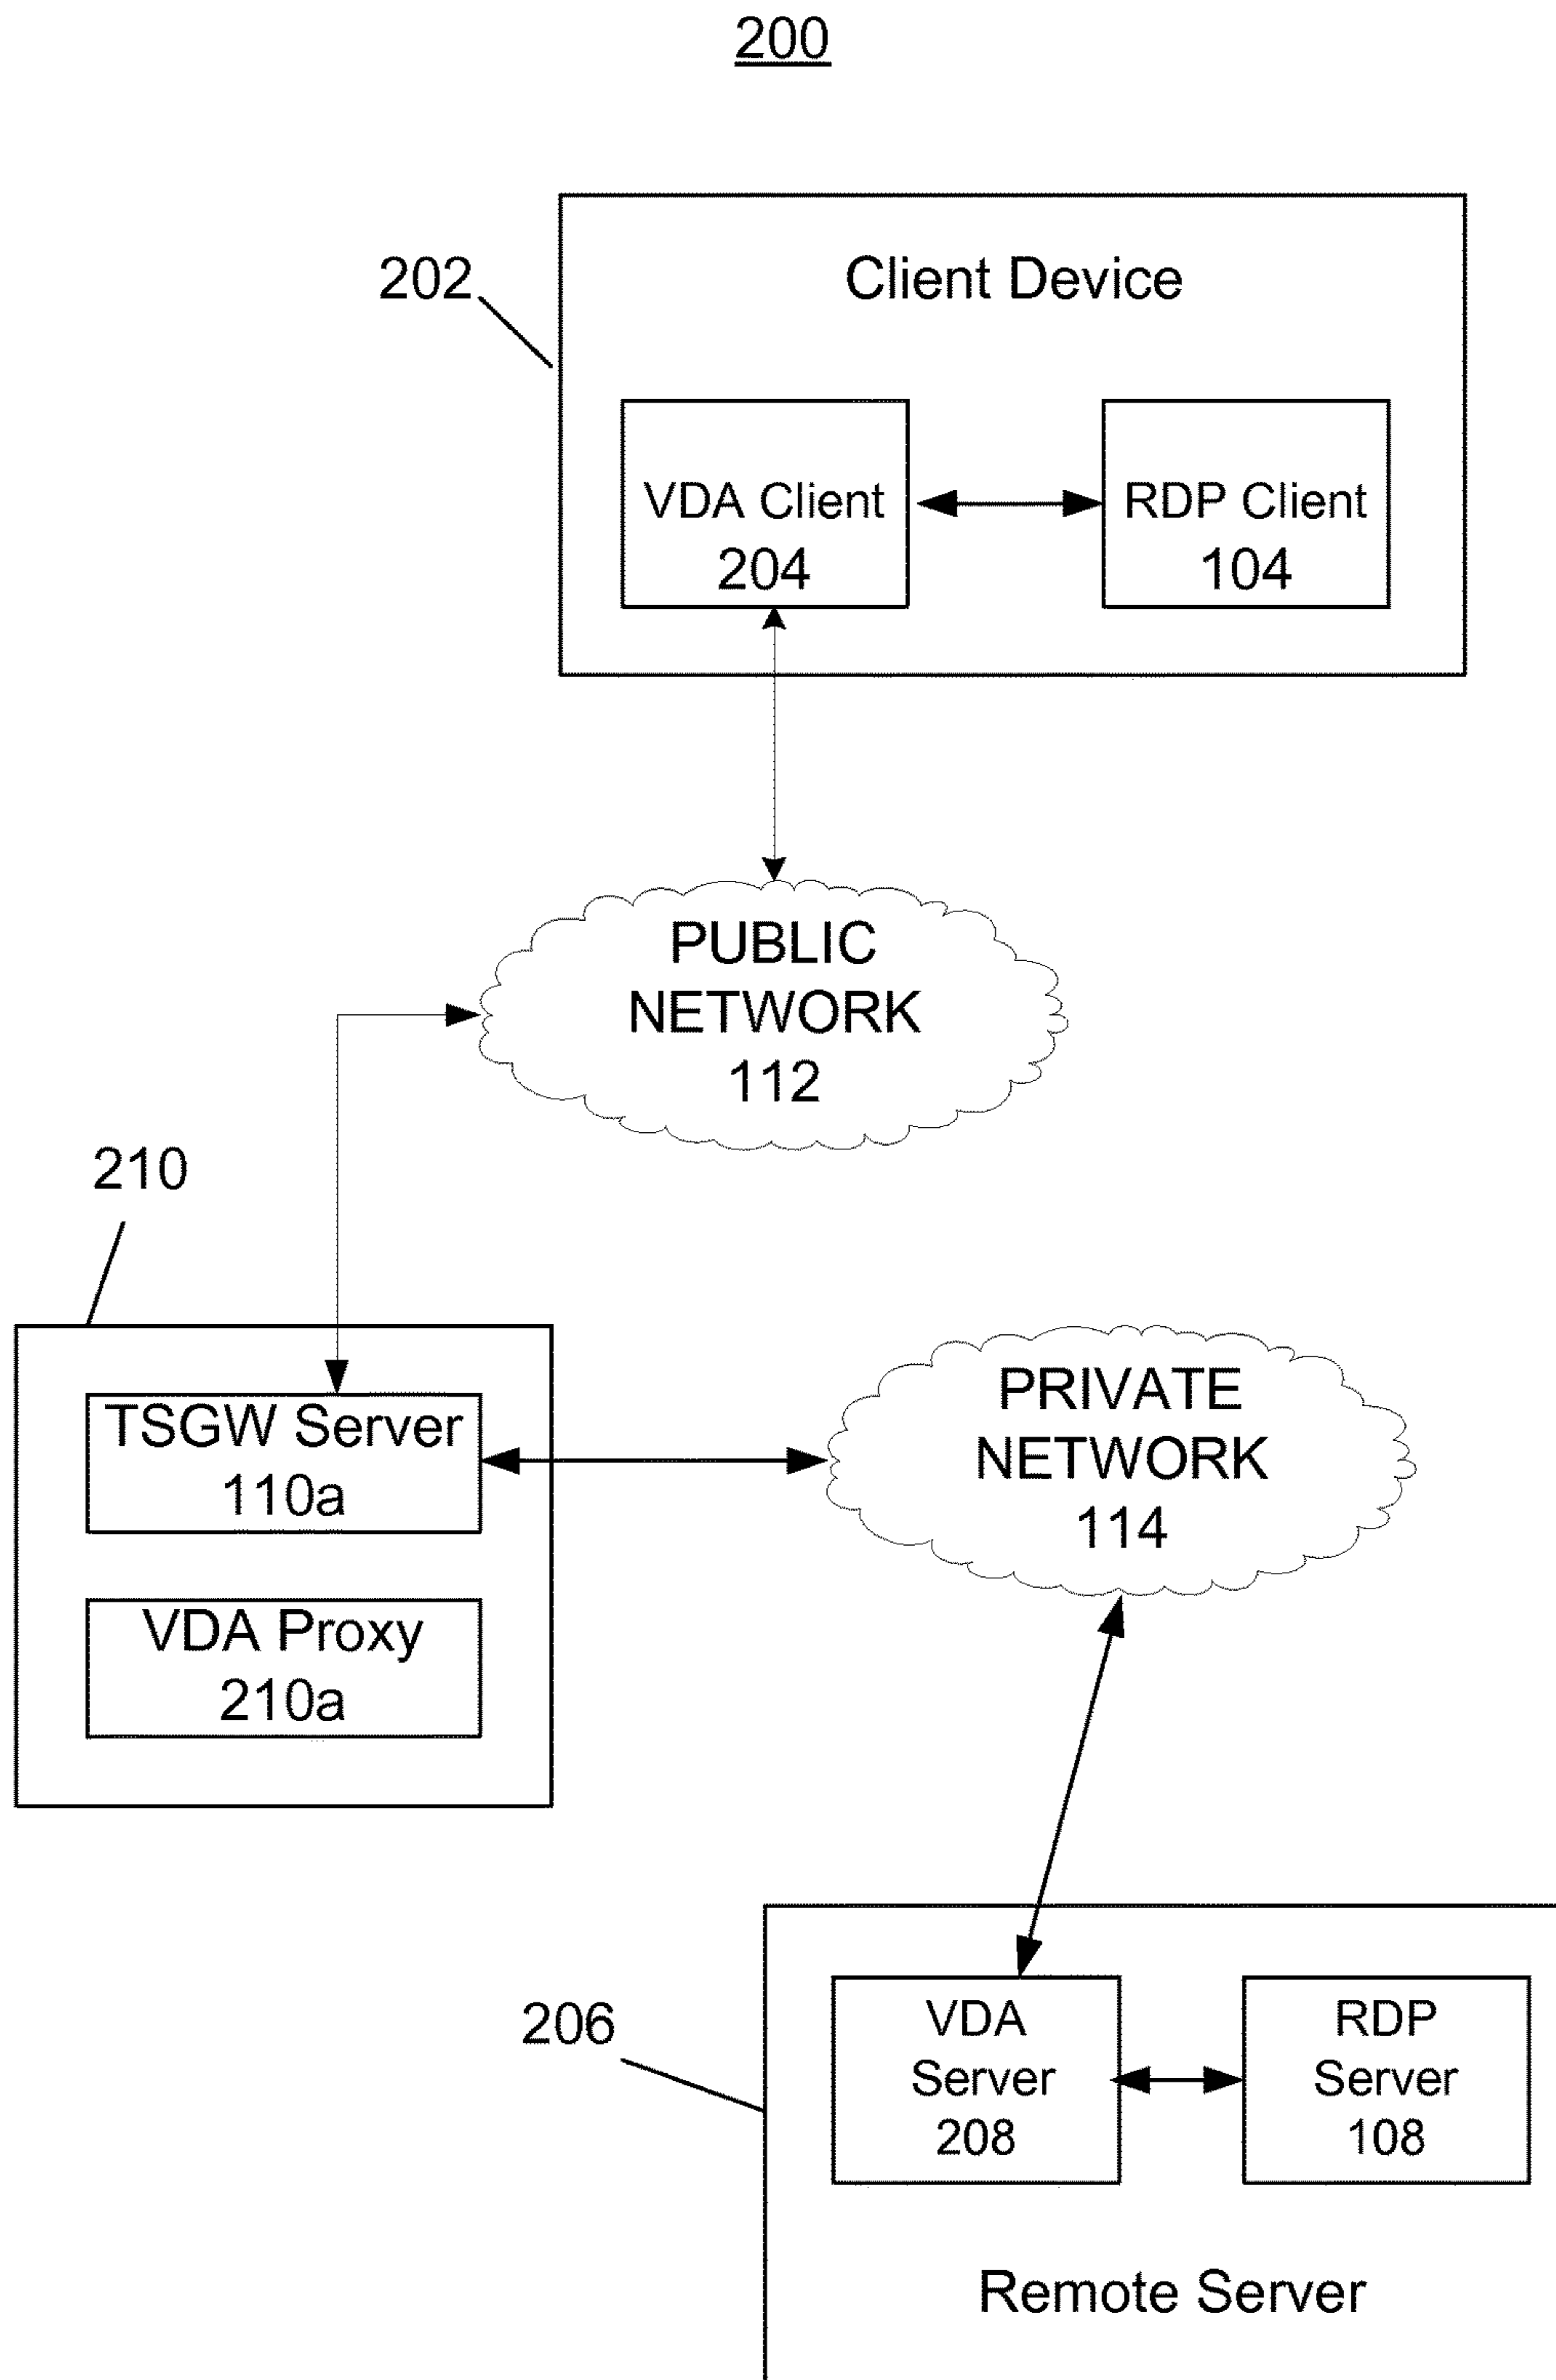 200
Client Device
202
VDA Client
204
RDP Client
104
PUBLIC
NETWORK
112
210
TSGW Server
110a
VDA Proxy
210a
PRIVATE
NETWORK
114
206
VDA
Server
208
RDP
Server
108
Remote Server